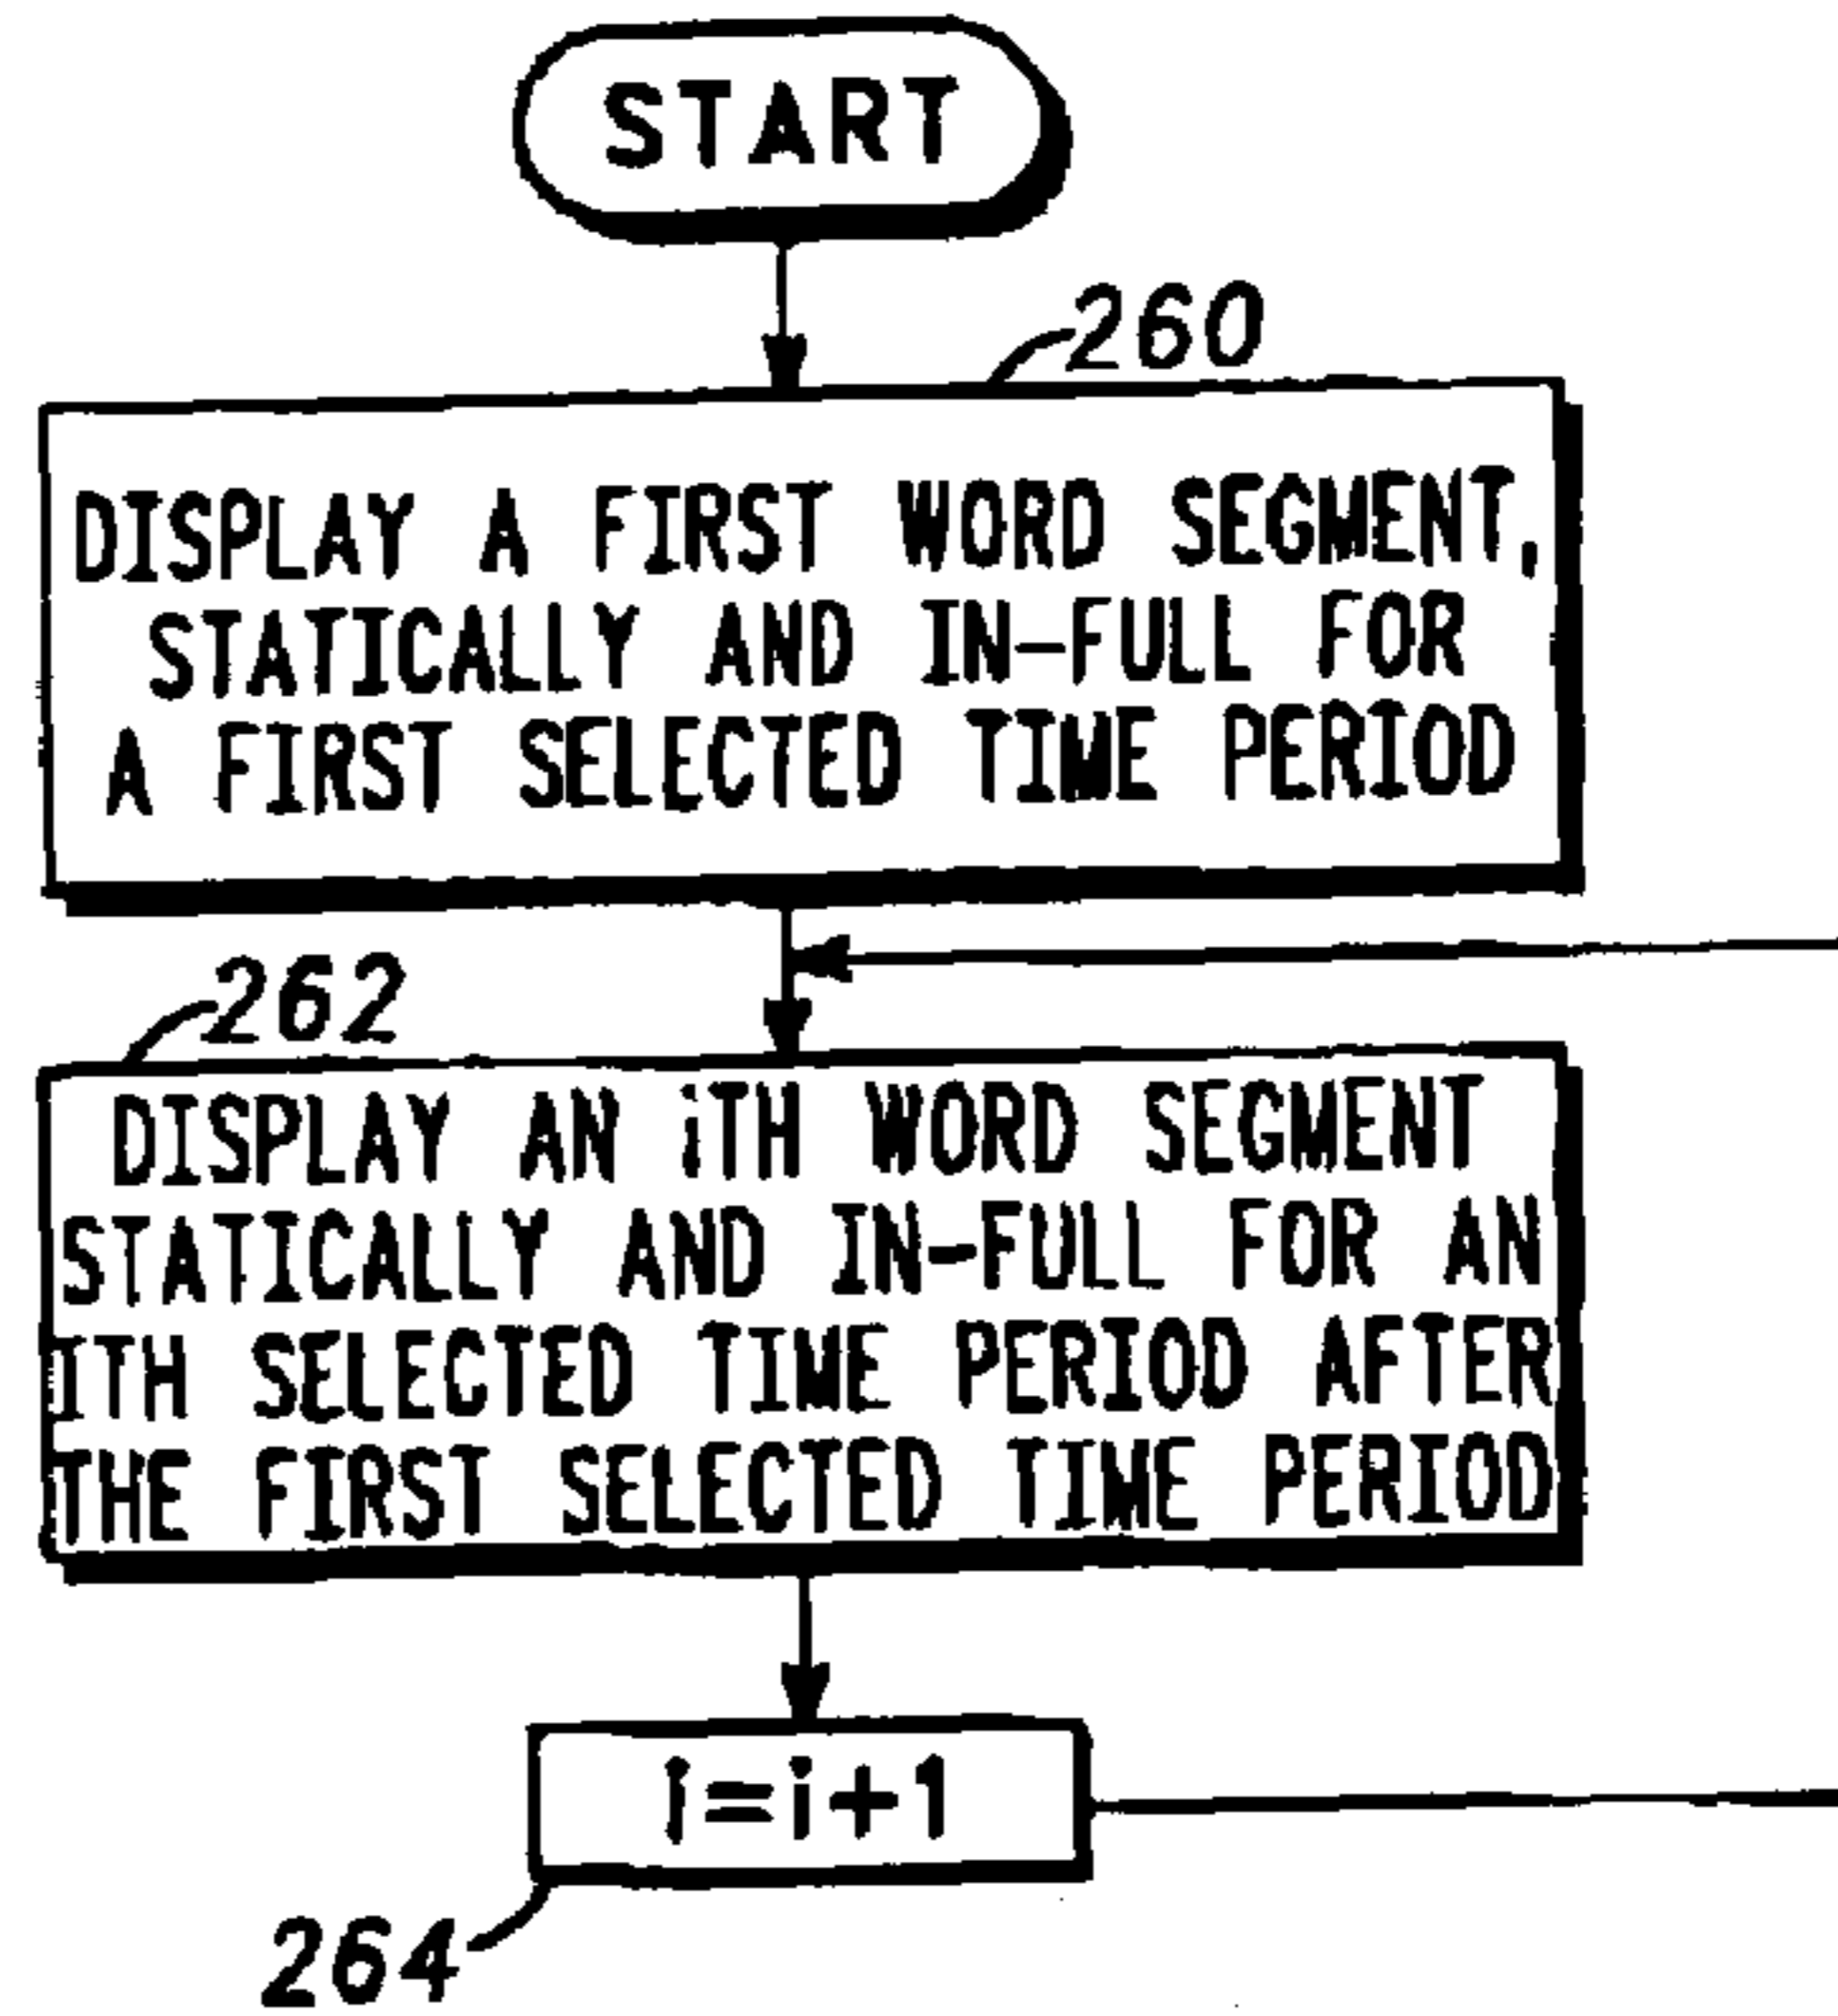 START
260
DISPLAY A FIRST WORD SEGMENT,
STATICALLY AND IN-FULL FOR
A FIRST SELECTED TIME PERIOD
262
DISPLAY AN iTH WORD SEGMENT
STATICALLY AND IN-FULL FOR AN
ITH SELECTED TIME PERIOD AFTER
THE FIRST SELECTED TIME PERIOD
i=i+1
264